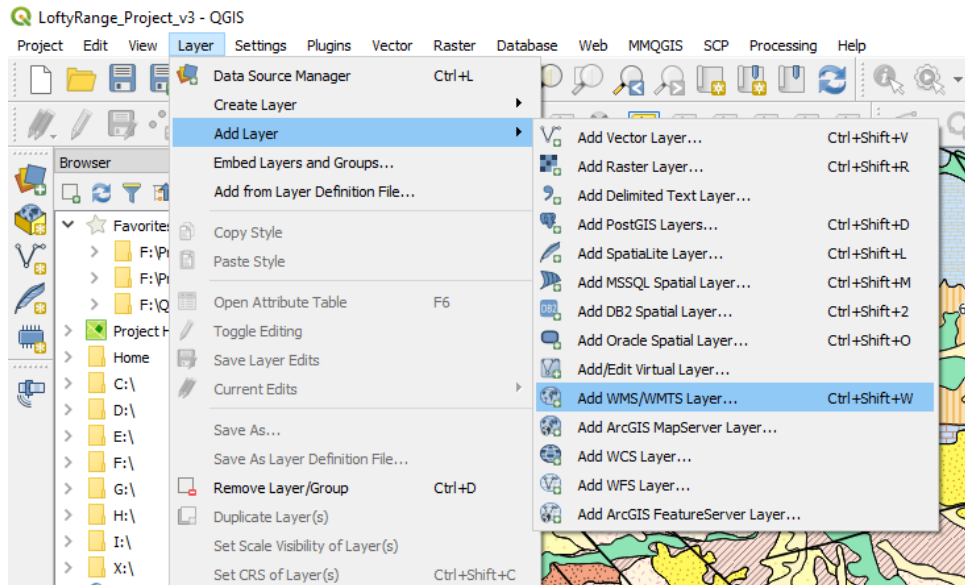 LoftyRange_Project_v3 - QGIS
Project Edit View Layer Settings Plugins Vector Raster Database Web MMQGIS SCP Processing Help
Data Source Manager Ctrl+L
Create Layer
Add Layer
Embed Layers and Groups...
Add from Layer Definition File...
Copy Style
Paste Style
Open Attribute Table F6
Toggle Editing
Save Layer Edits
Current Edits
Save As...
Save As Layer Definition File...
Remove Layer/Group Ctrl+D
Duplicate Layer(s)
Set Scale Visibility of Layer(s)
Set CRS of Layer(s) Ctrl+Shift+C
Add Vector Layer... Ctrl+Shift+V
Add Raster Layer... Ctrl+Shift+R
Add Delimited Text Layer...
Add PostGIS Layers... Ctrl+Shift+D
Add SpatiaLite Layer... Ctrl+Shift+L
Add MSSQL Spatial Layer... Ctrl+Shift+M
DB2 Add DB2 Spatial Layer... Ctrl+Shift+2
Add Oracle Spatial Layer... Ctrl+Shift+O
Add/Edit Virtual Layer...
Add WMS/WMTS Layer... Ctrl+Shift+W
Add ArcGIS MapServer Layer...
Add WCS Layer...
Add WFS Layer...
Add ArcGIS FeatureServer Layer...
Browser
Favorites
F:\P
F:\P
F:\Q
Project H
Home
C:\
D:\
E:\
F:\
G:\
H:\
I:\
X:\